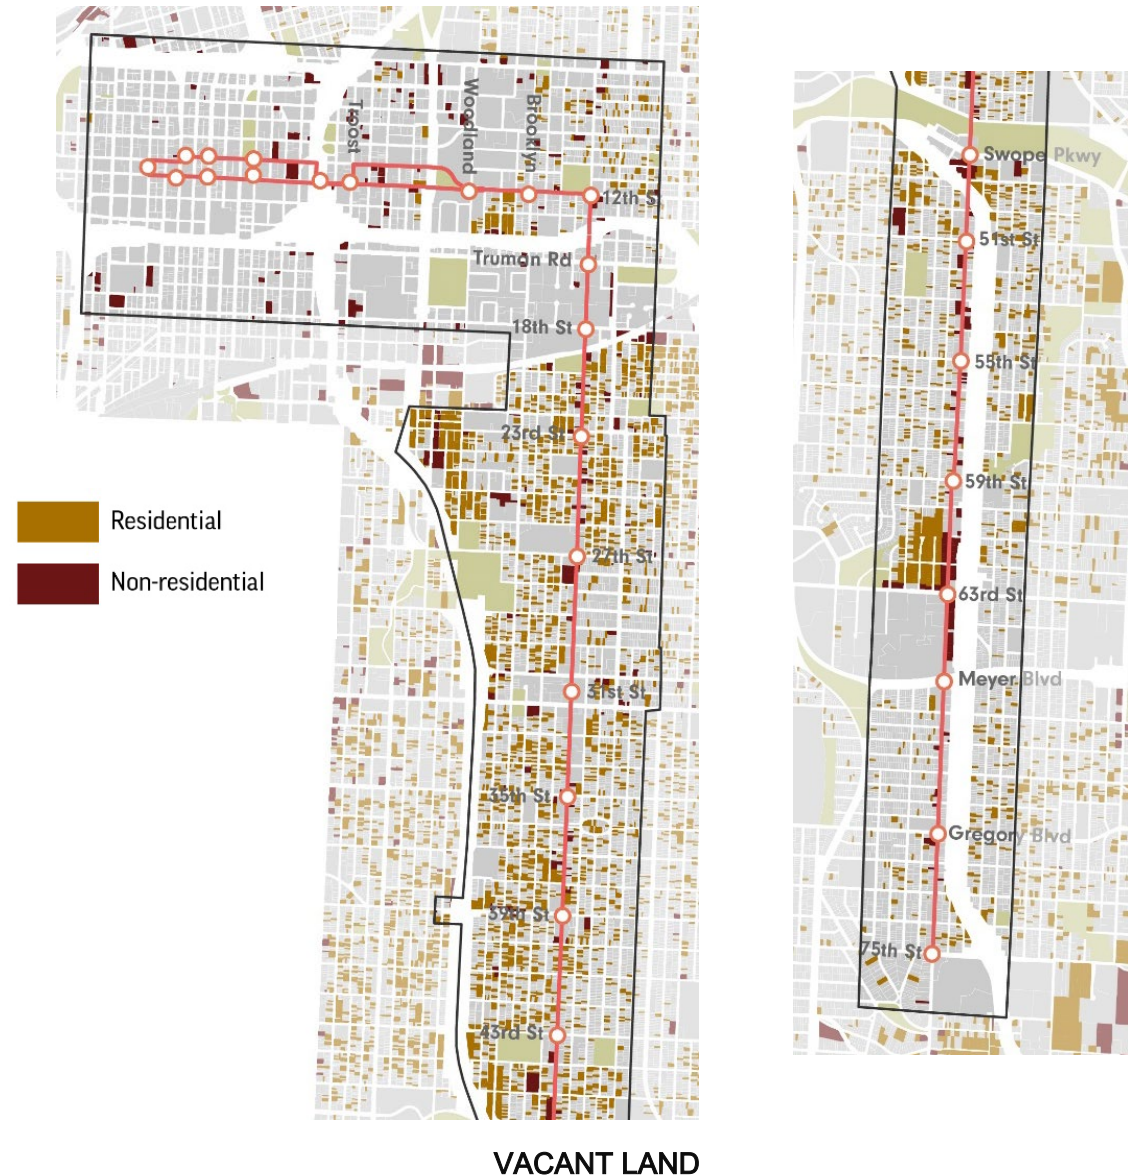 Troost
Woodland
Brooklyn
12th St
Truman Rd
18th St
23rd St
27th St
31st St
35th St
39th St
43rd St
Swope Pkwy
51st St
55th St
59th St
63rd St
Meyer Blvd
Gregory Blvd
75th St
Residential
Non-residential
VACANT LAND